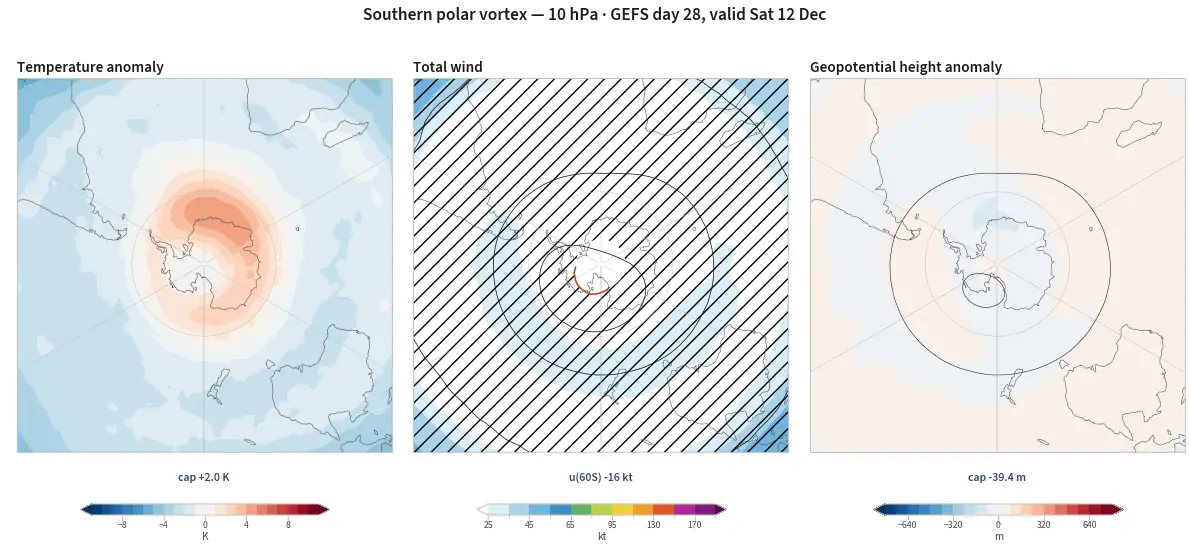 Southern polar vortex — 10 hPa · GEFS day 28, valid Sat 12 Dec
Temperature anomaly
Total wind
Geopotential height anomaly
cap +2.0 K
u(60S) -16 kt
cap -39.4 m
−8 −4 0 4 8
K
25 45 65 95 130 170
kt
−640 −320 0 320 640
m